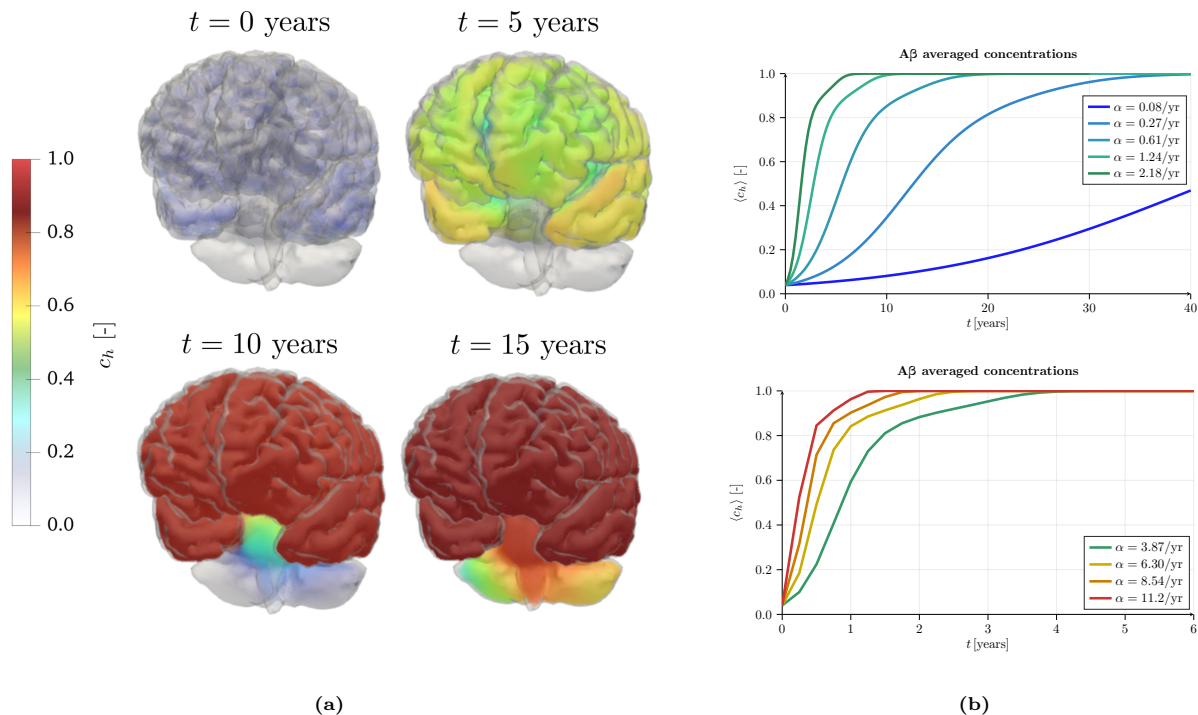 t = 0 years
t = 5 years
1.0
0.8
0.6
0.4
0.2
0.0
c_h [-]
t = 10 years
t = 15 years
(a)
Aβ averaged concentrations
1.0
0.8
0.6
0.4
0.2
0.0
⟨c_h⟩ [-]
0 10 20 30 40
t [years]
α = 0.08/yr
α = 0.27/yr
α = 0.61/yr
α = 1.24/yr
α = 2.18/yr
Aβ averaged concentrations
1.0
0.8
0.6
0.4
0.2
0.0
⟨c_h⟩ [-]
0 1 2 3 4 5 6
t [years]
α = 3.87/yr
α = 6.30/yr
α = 8.54/yr
α = 11.2/yr
(b)